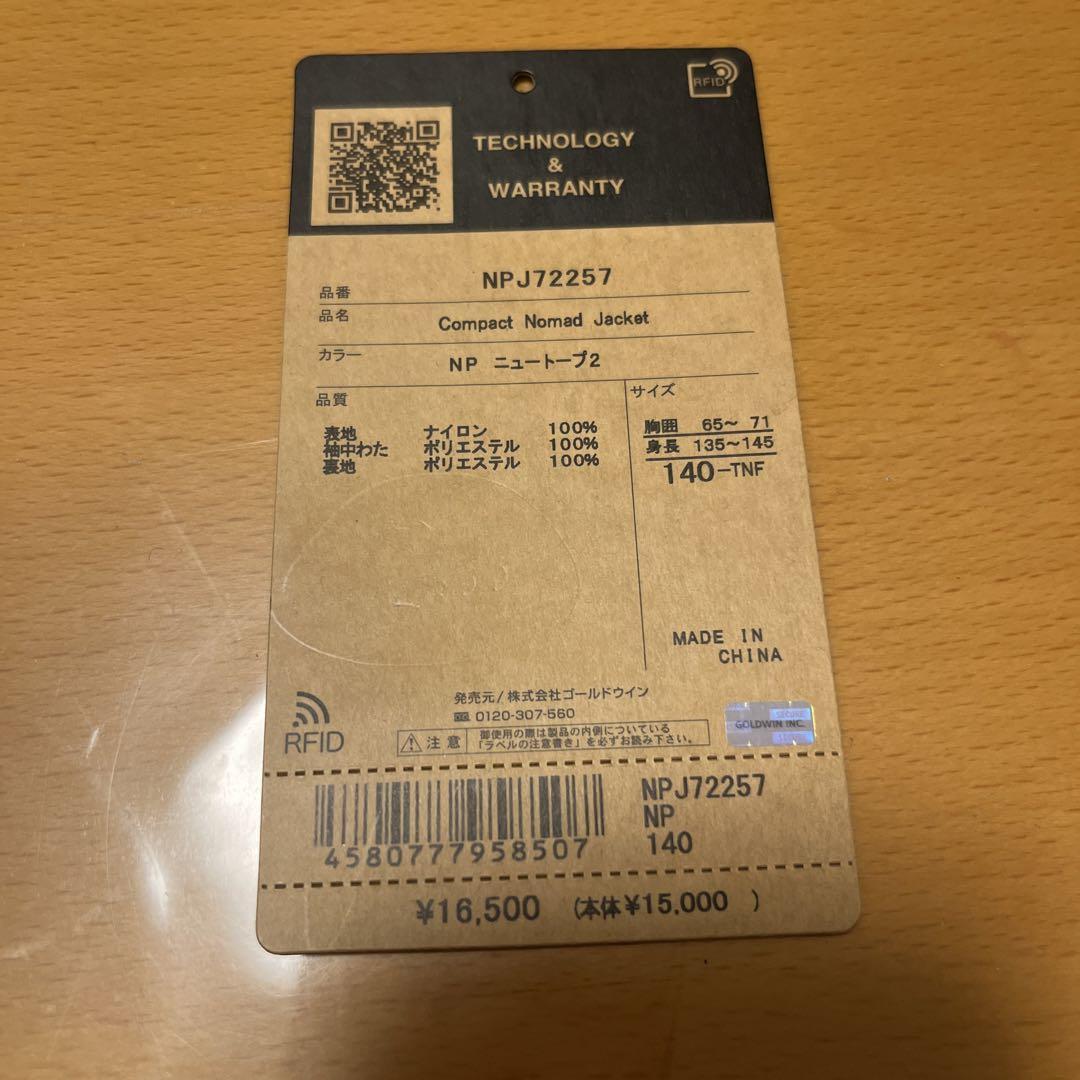 RFID
TECHNOLOGY
&
WARRANTY
品番 NPJ72257
品名 Compact Nomad Jacket
カラー NP ニュートープ2
品質
表地 ナイロン 100%
袖中わた ポリエステル 100%
裏地 ポリエステル 100%
サイズ
胸囲 65~ 71
身長 135~145
140-TNF
MADE IN
CHINA
発売元/株式会社ゴールドウイン
0120-307-560
RFID
注意
御使用の際は製品の内側についている
「ラベルの注意書き」を必ずお読み下さい。
SECURE
GOLDWIN INC.
4580777958507
NPJ72257
NP
140
¥16,500 (本体¥15,000 )